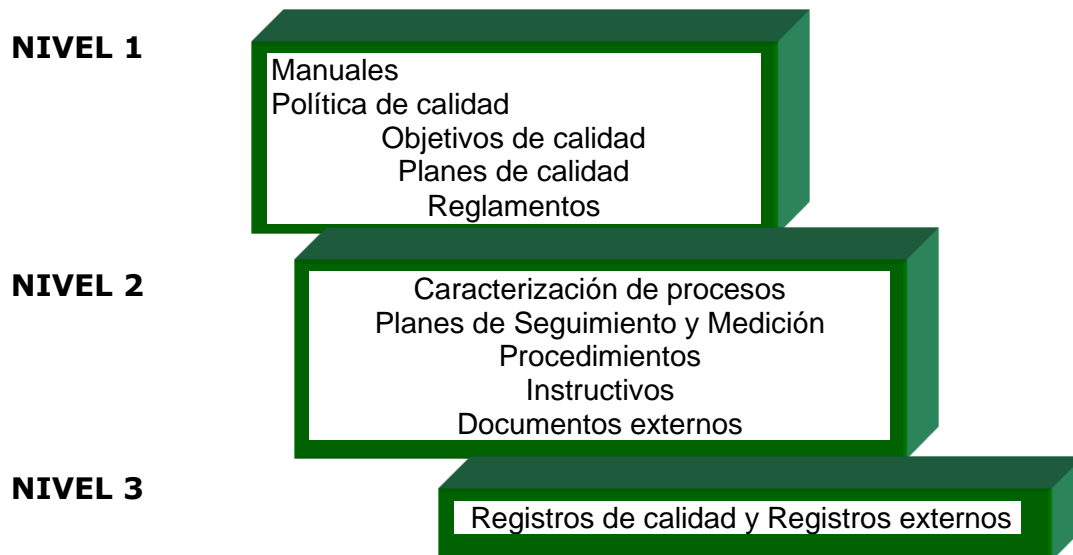 NIVEL 1
Manuales
Política de calidad
Objetivos de calidad
Planes de calidad
Reglamentos
NIVEL 2
Caracterización de procesos
Planes de Seguimiento y Medición
Procedimientos
Instructivos
Documentos externos
NIVEL 3
Registros de calidad y Registros externos